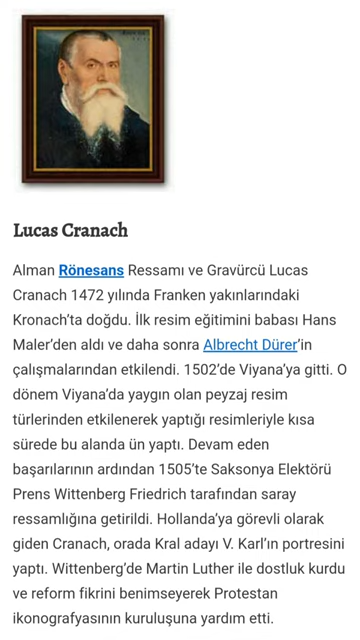 Lucas Cranach
Alman Rönesans Ressamı ve Gravürcü Lucas
Cranach 1472 yılında Franken yakınlarındaki
Kronach’ta doğdu. İlk resim eğitimini babası Hans
Maler’den aldı ve daha sonra Albrecht Dürer’in
çalışmalarından etkilendi. 1502’de Viyana’ya gitti. O
dönem Viyana’da yaygın olan peyzaj resim
türlerinden etkilenerek yaptığı resimleriyle kısa
sürede bu alanda ün yaptı. Devam eden
başarılarının ardından 1505’te Saksonya Elektörü
Prens Wittenberg Friedrich tarafından saray
ressamlığına getirildi. Hollanda’ya görevli olarak
giden Cranach, orada Kral adayı V. Karl’ın portresini
yaptı. Wittenberg’de Martin Luther ile dostluk kurdu
ve reform fikrini benimseyerek Protestan
ikonografyasının kuruluşuna yardım etti.